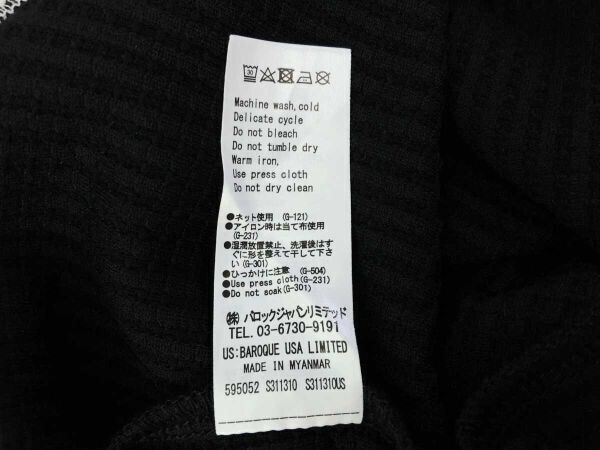 30
Machine wash,cold
Delicate cycle
Do not bleach
Do not tumble dry
Warm iron,
Use press cloth
Do not dry clean
●ネット使用 (G-121)
●アイロン時は当て布使用
(G-231)
●湿潤放置禁止、洗濯後はす
ぐに形を整えて干して下さ
い(G-301)
●ひっかけに注意 (G-504)
●Use press cloth(G-231)
●Do not soak(G-301)
㈱バロックジャパンリミテッド
TEL. 03-6730-9191
US:BAROQUE USA LIMITED
MADE IN MYANMAR
595052 S311310 S311310US